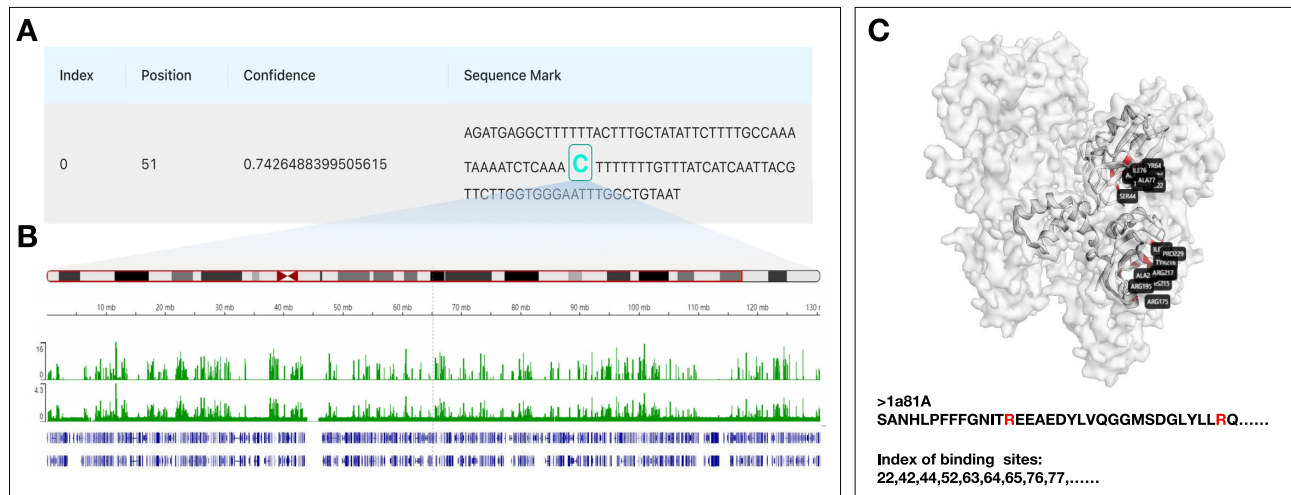 A
Index Position Confidence Sequence Mark
AGATGAGGCTTTTTTACTTTGCTATATTCTTTTGCCAAA
0 51 0.7426488399505615 TAAAATCTCAAA C TTTTTTTGTTTATCATCAATTACG
TTCTTGGTGGGAATTTGGCTGTAAT
B
10 mb 20 mb 30 mb 40 mb 50 mb 60 mb 70 mb 80 mb 90 mb 100 mb 110 mb 120 mb 130
16
0
4.3
0
C
YR64
ILE76
ALA77
SER44
PRO229
ARG217
ALA2
ARG195
ARG175
>1a81A
SANHLPFFFGNITREEAEDYLVQGGMSDGLYLLRQ......
Index of binding sites:
22,42,44,52,63,64,65,76,77,......